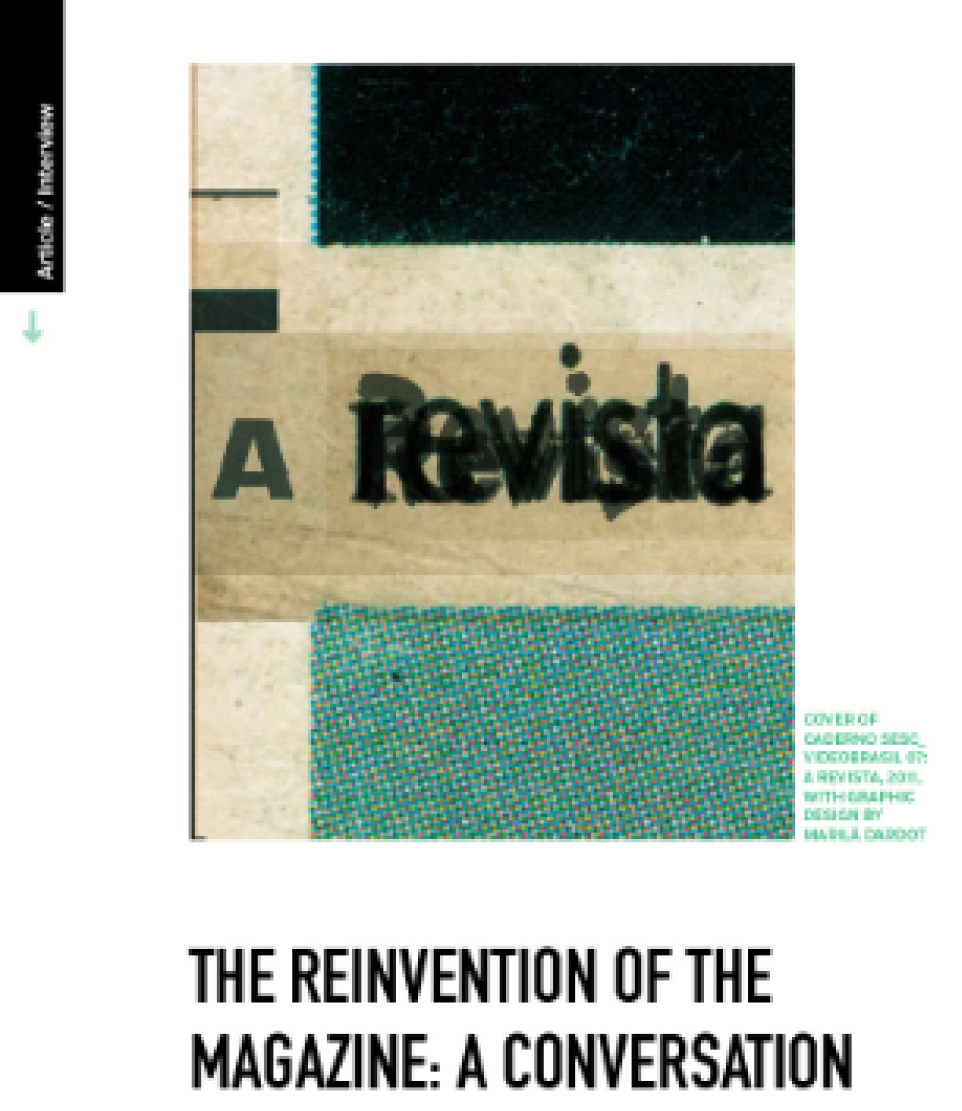 Article / Interview
A revista
COVER OF
CADERNO SESC_
VIDEOBRASIL 07:
A REVISTA, 2011,
WITH GRAPHIC
DESIGN BY
MARILÁ DARDOT
THE REINVENTION OF THE
MAGAZINE: A CONVERSATION